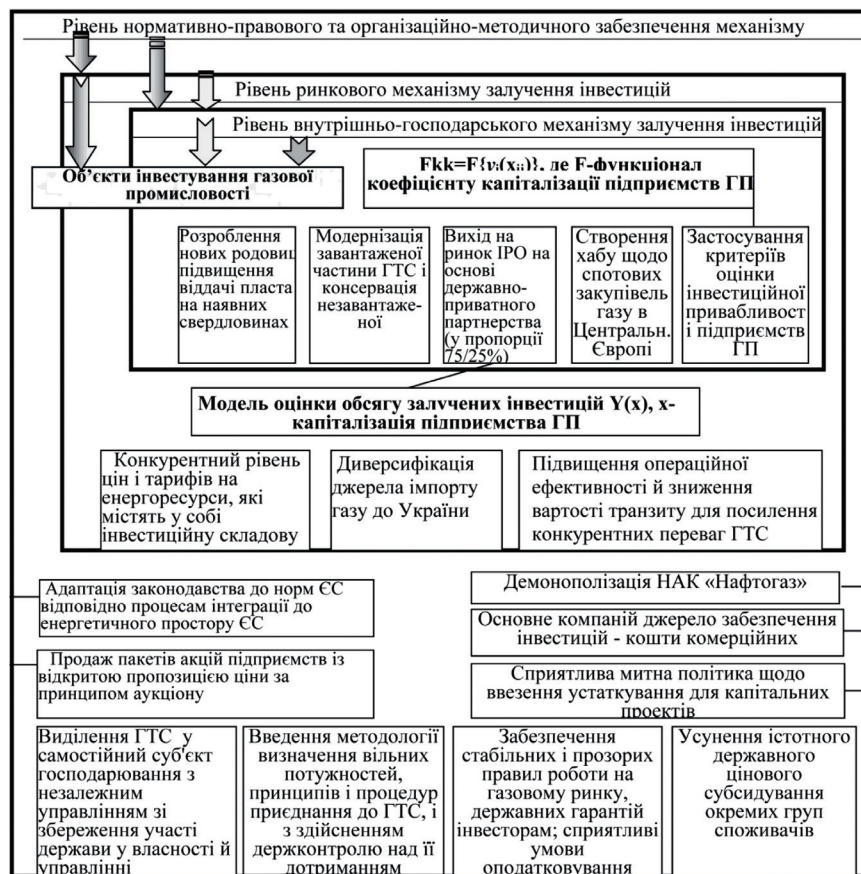 Рівень нормативно-правового та організаційно-методичного забезпечення механізму
Рівень ринкового механізму залучення інвестицій
Рівень внутрішньо-господарського механізму залучення інвестицій
Об’єкти інвестування газової
промисловості
Fkk=F{νᵢ(xᵢⱼ)}, де F-функціонал
коефіцієнту капіталізації підприємств ГП
Розроблення
нових родовищ
підвищення
віддачі пласта
на наявних
свердловинах
Модернізація
завантаженої
частини ГТС і
консервація
незавантаже-
ної
Вихід на
ринок ІРО на
основі
державно-
приватного
партнерства
(у пропорції
75/25%)
Створення
хабу щодо
спотових
закупівель
газу в
Центральн.
Європі
Застосування
критеріїв
оцінки
інвестиційної
привабливост
і підприємств
ГП
Модель оцінки обсягу залучених інвестицій Y(x), x-
капіталізація підприємства ГП
Конкурентний рівень
цін і тарифів на
енергоресурси, які
містять у собі
інвестиційну складову
Диверсифікація
джерела імпорту
газу до України
Підвищення операційної
ефективності й зниження
вартості транзиту для посилення
конкурентних переваг ГТС
Адаптація законодавства до норм ЄС
відповідно процесам інтеграції до
енергетичного простору ЄС
Продаж пакетів акцій підприємств із
відкритою пропозицією ціни за
принципом аукціону
Демонополізація НАК «Нафтогаз»
Основне компаній джерело забезпечення
інвестицій - кошти комерційних
Сприятлива митна політика щодо
ввезення устаткування для капітальних
проектів
Виділення ГТС у
самостійний суб'єкт
господарювання з
незалежним
управлінням зі
збереження участі
держави у власності й
управлінні
Введення методології
визначення вільних
потужностей,
принципів і процедур
приєднання до ГТС, і
з здійсненням
держконтролю над її
дотриманням
Забезпечення
стабільних і прозорих
правил роботи на
газовому ринку,
державних гарантій
інвесторам; сприятливі
умови
оподатковування
Усунення істотного
державного
цінового
субсидування
окремих груп
споживачів